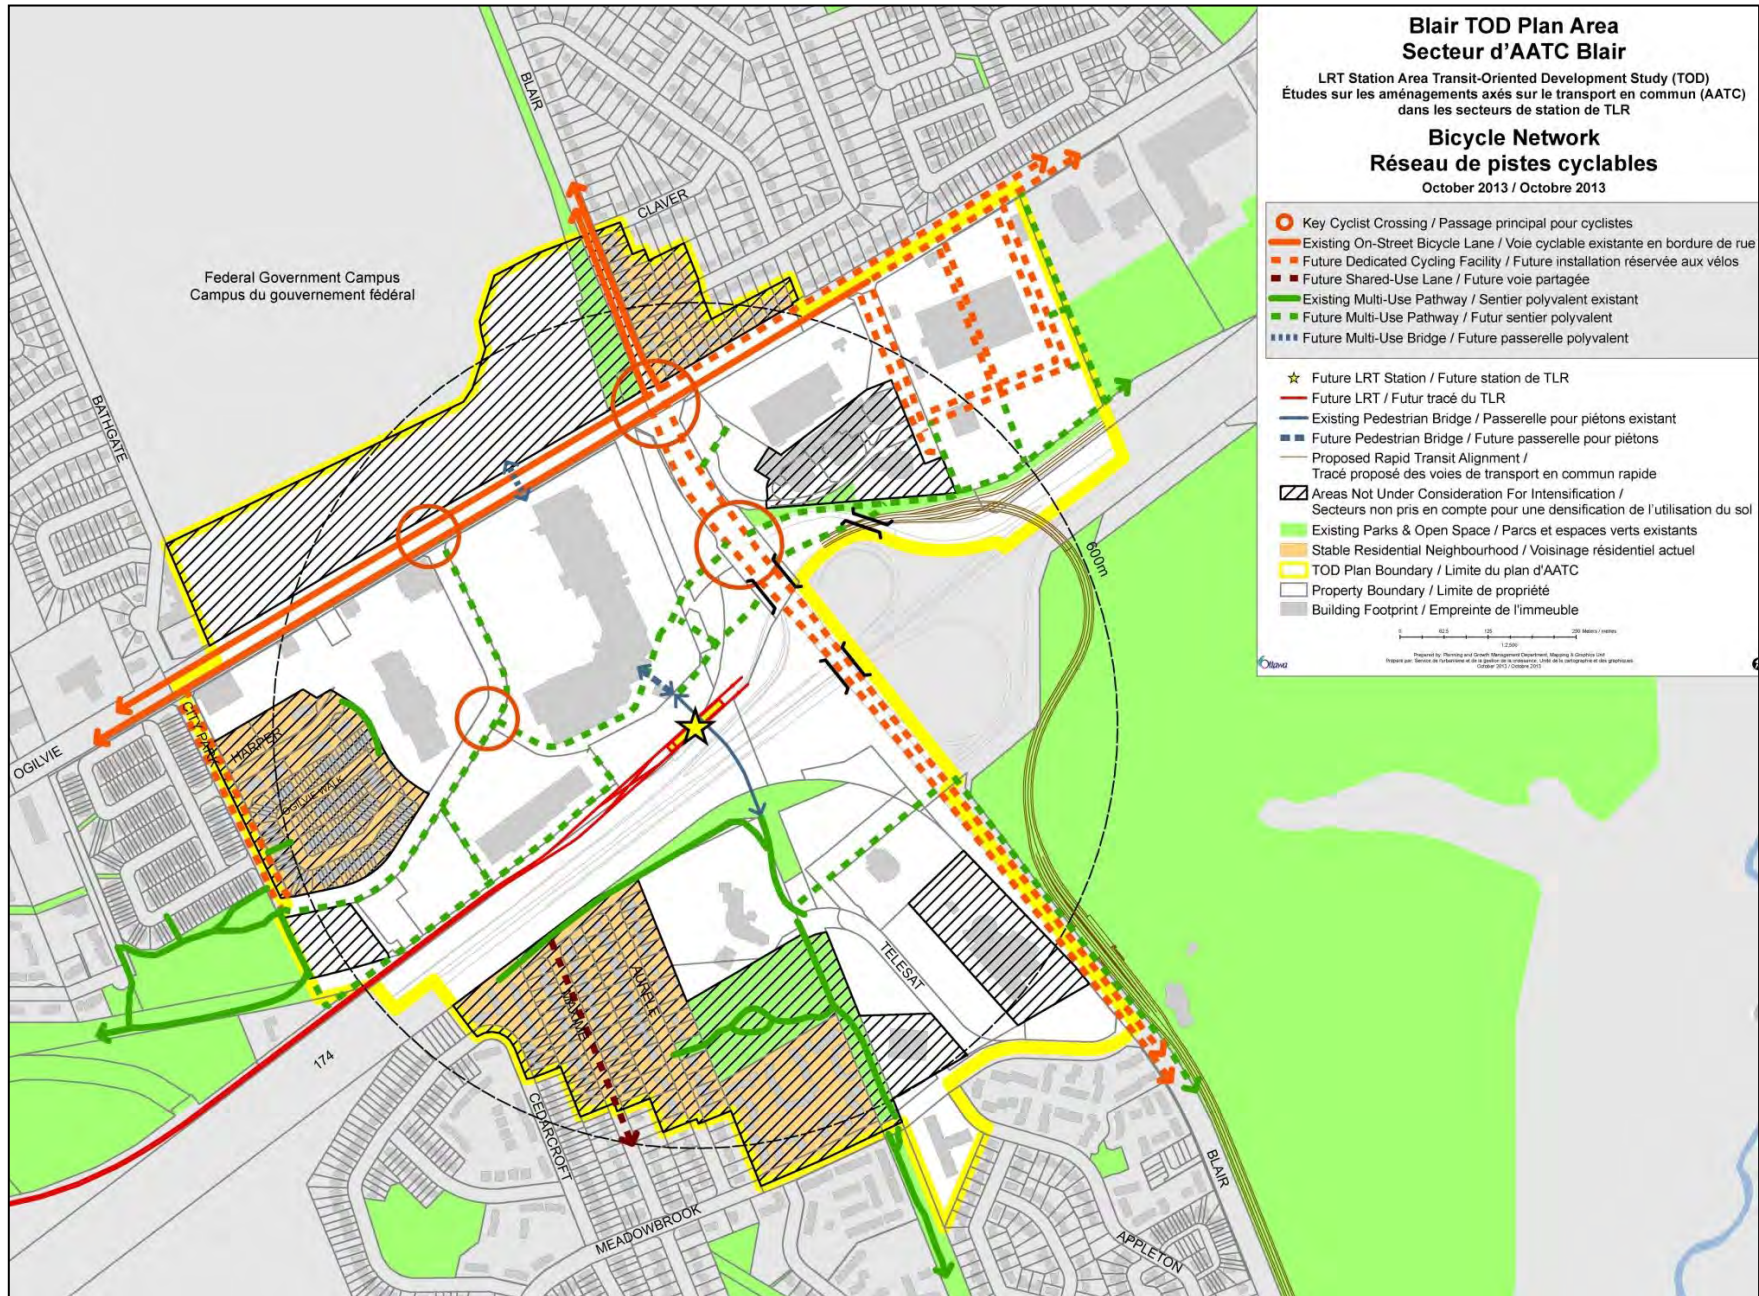 Blair TOD Plan Area
Secteur d'AATC Blair
LRT Station Area Transit-Oriented Development Study (TOD)
Études sur les aménagements axés sur le transport en commun (AATC)
dans les secteurs de station de TLR
Bicycle Network
Réseau de pistes cyclables
October 2013 / Octobre 2013
Key Cyclist Crossing / Passage principal pour cyclistes
Existing On-Street Bicycle Lane / Voie cyclable existante en bordure de rue
Future Dedicated Cycling Facility / Future installation réservée aux vélos
Future Shared-Use Lane / Future voie partagée
Existing Multi-Use Pathway / Sentier polyvalent existant
Future Multi-Use Pathway / Futur sentier polyvalent
Future Multi-Use Bridge / Future passerelle polyvalent
Future LRT Station / Future station de TLR
Future LRT / Futur tracé du TLR
Existing Pedestrian Bridge / Passerelle pour piétons existant
Future Pedestrian Bridge / Future passerelle pour piétons
Proposed Rapid Transit Alignment /
Tracé proposé des voies de transport en commun rapide
Areas Not Under Consideration For Intensification /
Secteurs non pris en compte pour une densification de l'utilisation du sol
Existing Parks & Open Space / Parcs et espaces verts existants
Stable Residential Neighbourhood / Voisinage résidentiel actuel
TOD Plan Boundary / Limite du plan d'AATC
Property Boundary / Limite de propriété
Building Footprint / Empreinte de l'immeuble
Ottawa
BLAIR
CLAVER
Federal Government Campus
Campus du gouvernement fédéral
BATHGATE
600m
CITY PARK
HARPER
OGILVIE WALK
OGILVIE
TELESAT
AURELE
MAXIME
174
CEDARCROFT
MEADOWBROOK
BLAIR
APPLETON